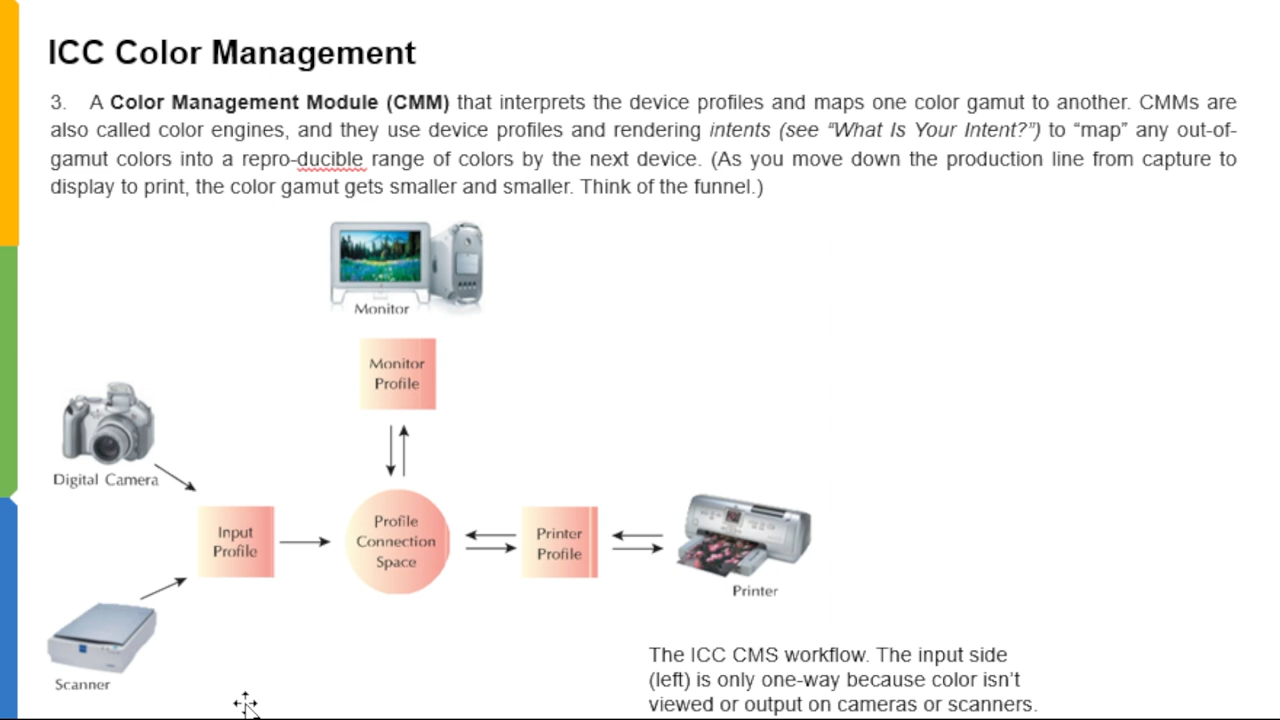 ICC Color Management
3. A Color Management Module (CMM) that interprets the device profiles and maps one color gamut to another. CMMs are
also called color engines, and they use device profiles and rendering intents (see “What Is Your Intent?”) to “map” any out-of-
gamut colors into a repro-ducible range of colors by the next device. (As you move down the production line from capture to
display to print, the color gamut gets smaller and smaller. Think of the funnel.)
Monitor
Monitor
Profile
Digital Camera
Input
Profile
Profile
Connection
Space
Printer
Profile
Printer
Scanner
The ICC CMS workflow. The input side
(left) is only one-way because color isn’t
viewed or output on cameras or scanners.